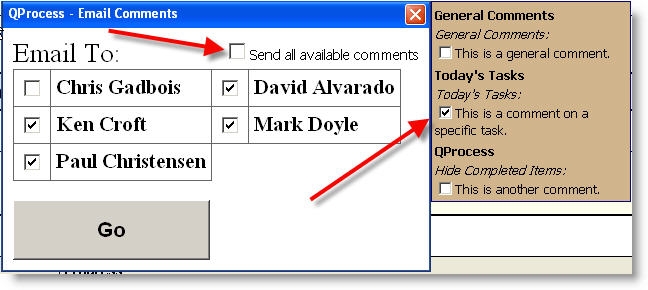 QProcess - Email Comments
Email To:
Send all available comments
Chris Gadbois
David Alvarado
Ken Croft
Mark Doyle
Paul Christensen
Go
General Comments
General Comments:
This is a general comment.
Today's Tasks
Today's Tasks:
This is a comment on a
specific task.
QProcess
Hide Completed Items:
This is another comment.